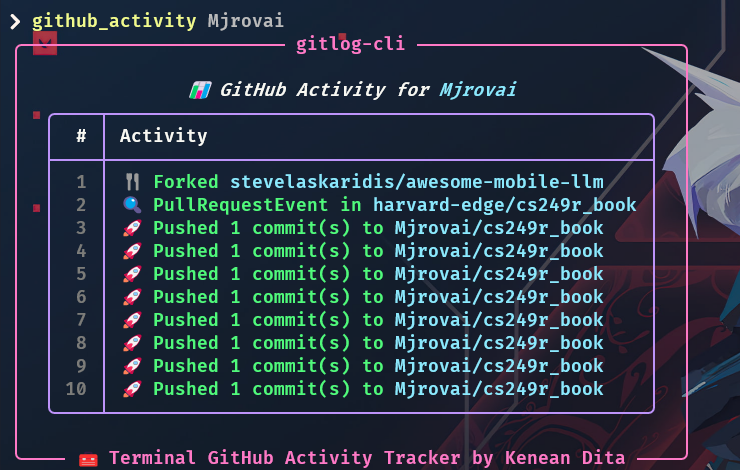 ❯ github_activity Mjrovai
gitlog-cli
GitHub Activity for Mjrovai
# Activity
1 Forked stevelaskaridis/awesome-mobile-llm
2 PullRequestEvent in harvard-edge/cs249r_book
3 Pushed 1 commit(s) to Mjrovai/cs249r_book
4 Pushed 1 commit(s) to Mjrovai/cs249r_book
5 Pushed 1 commit(s) to Mjrovai/cs249r_book
6 Pushed 1 commit(s) to Mjrovai/cs249r_book
7 Pushed 1 commit(s) to Mjrovai/cs249r_book
8 Pushed 1 commit(s) to Mjrovai/cs249r_book
9 Pushed 1 commit(s) to Mjrovai/cs249r_book
10 Pushed 1 commit(s) to Mjrovai/cs249r_book
Terminal GitHub Activity Tracker by Kenean Dita